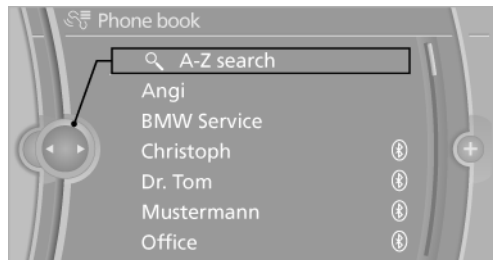 Phone book
A-Z search
Angi
BMW Service
Christoph
Dr. Tom
Mustermann
Office